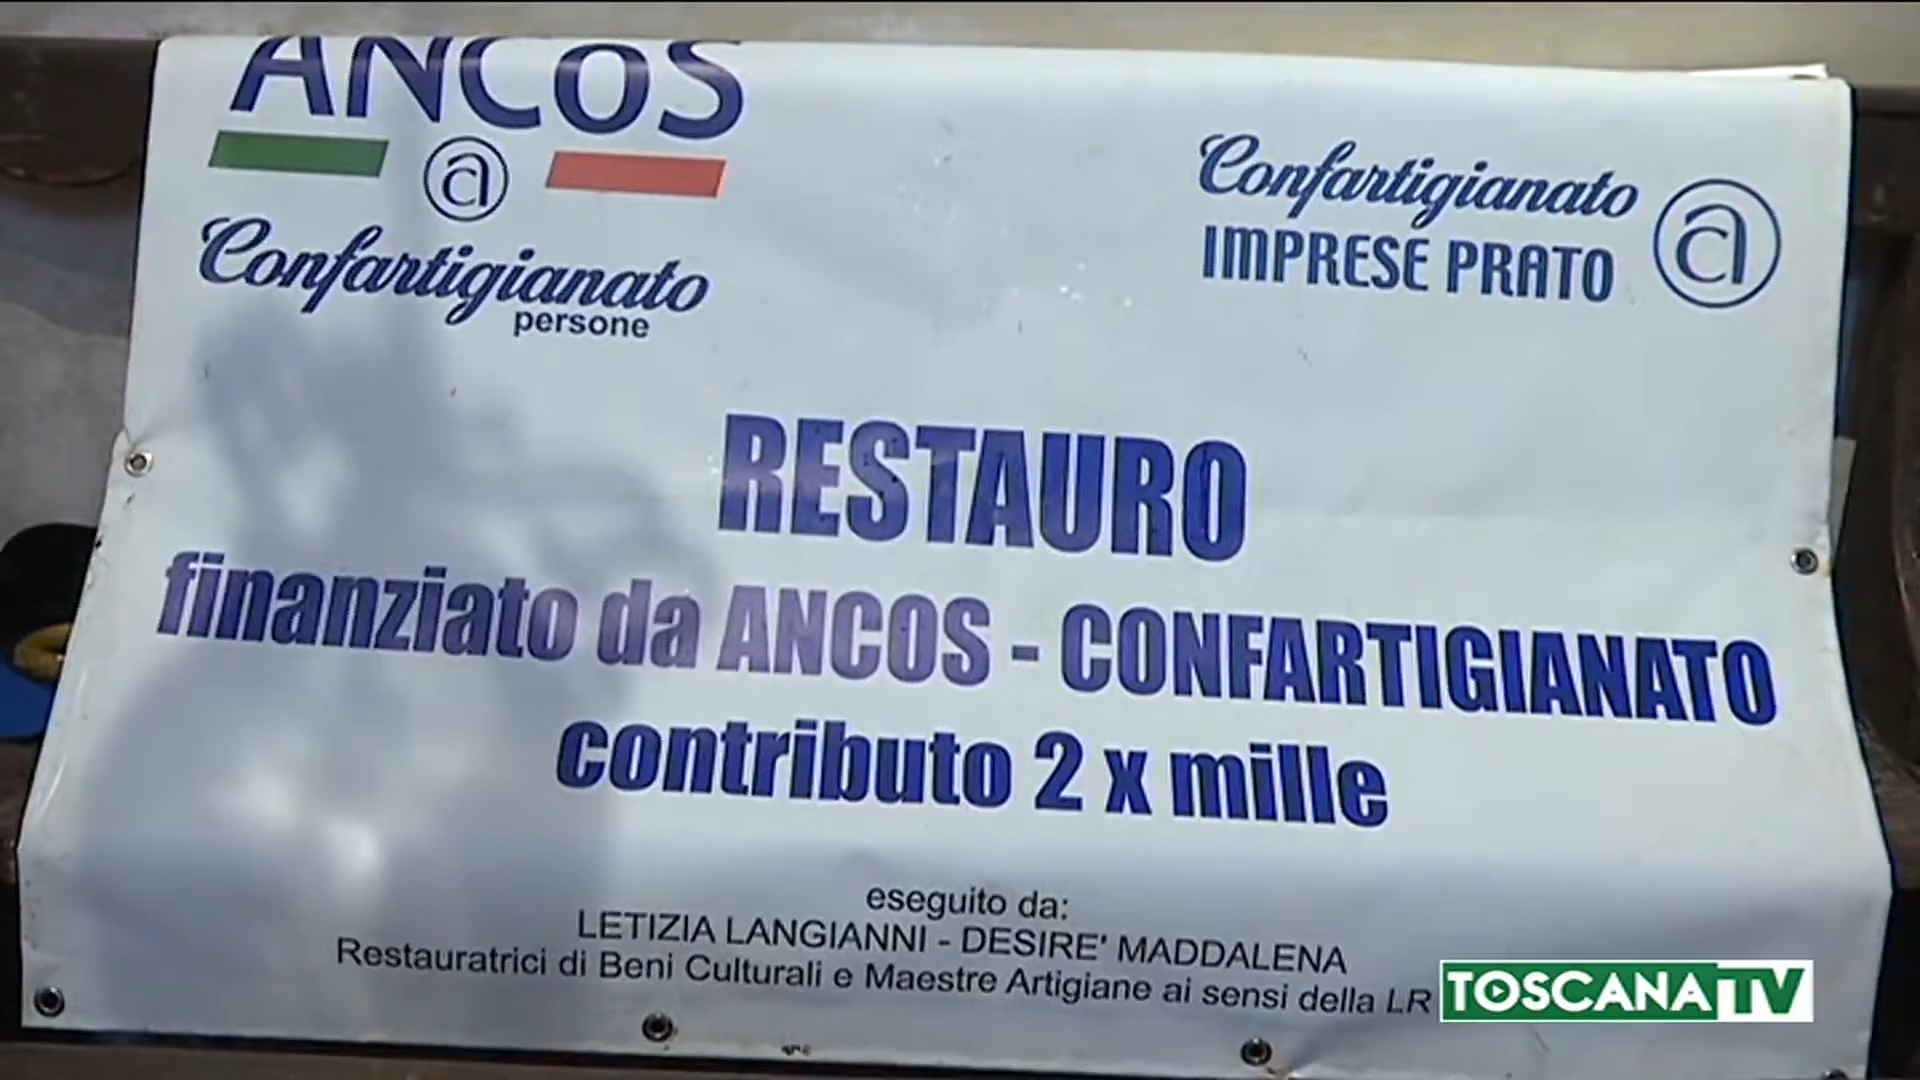 ANCoS
a
Confartigianato
persone
Confartigianato
IMPRESE PRATO
a
RESTAURO
finanziato da ANCOS - CONFARTIGIANATO
contributo 2 x mille
eseguito da:
LETIZIA LANGIANNI - DESIRE' MADDALENA
Restauratrici di Beni Culturali e Maestre Artigiane ai sensi della LR
TOSCANA TV